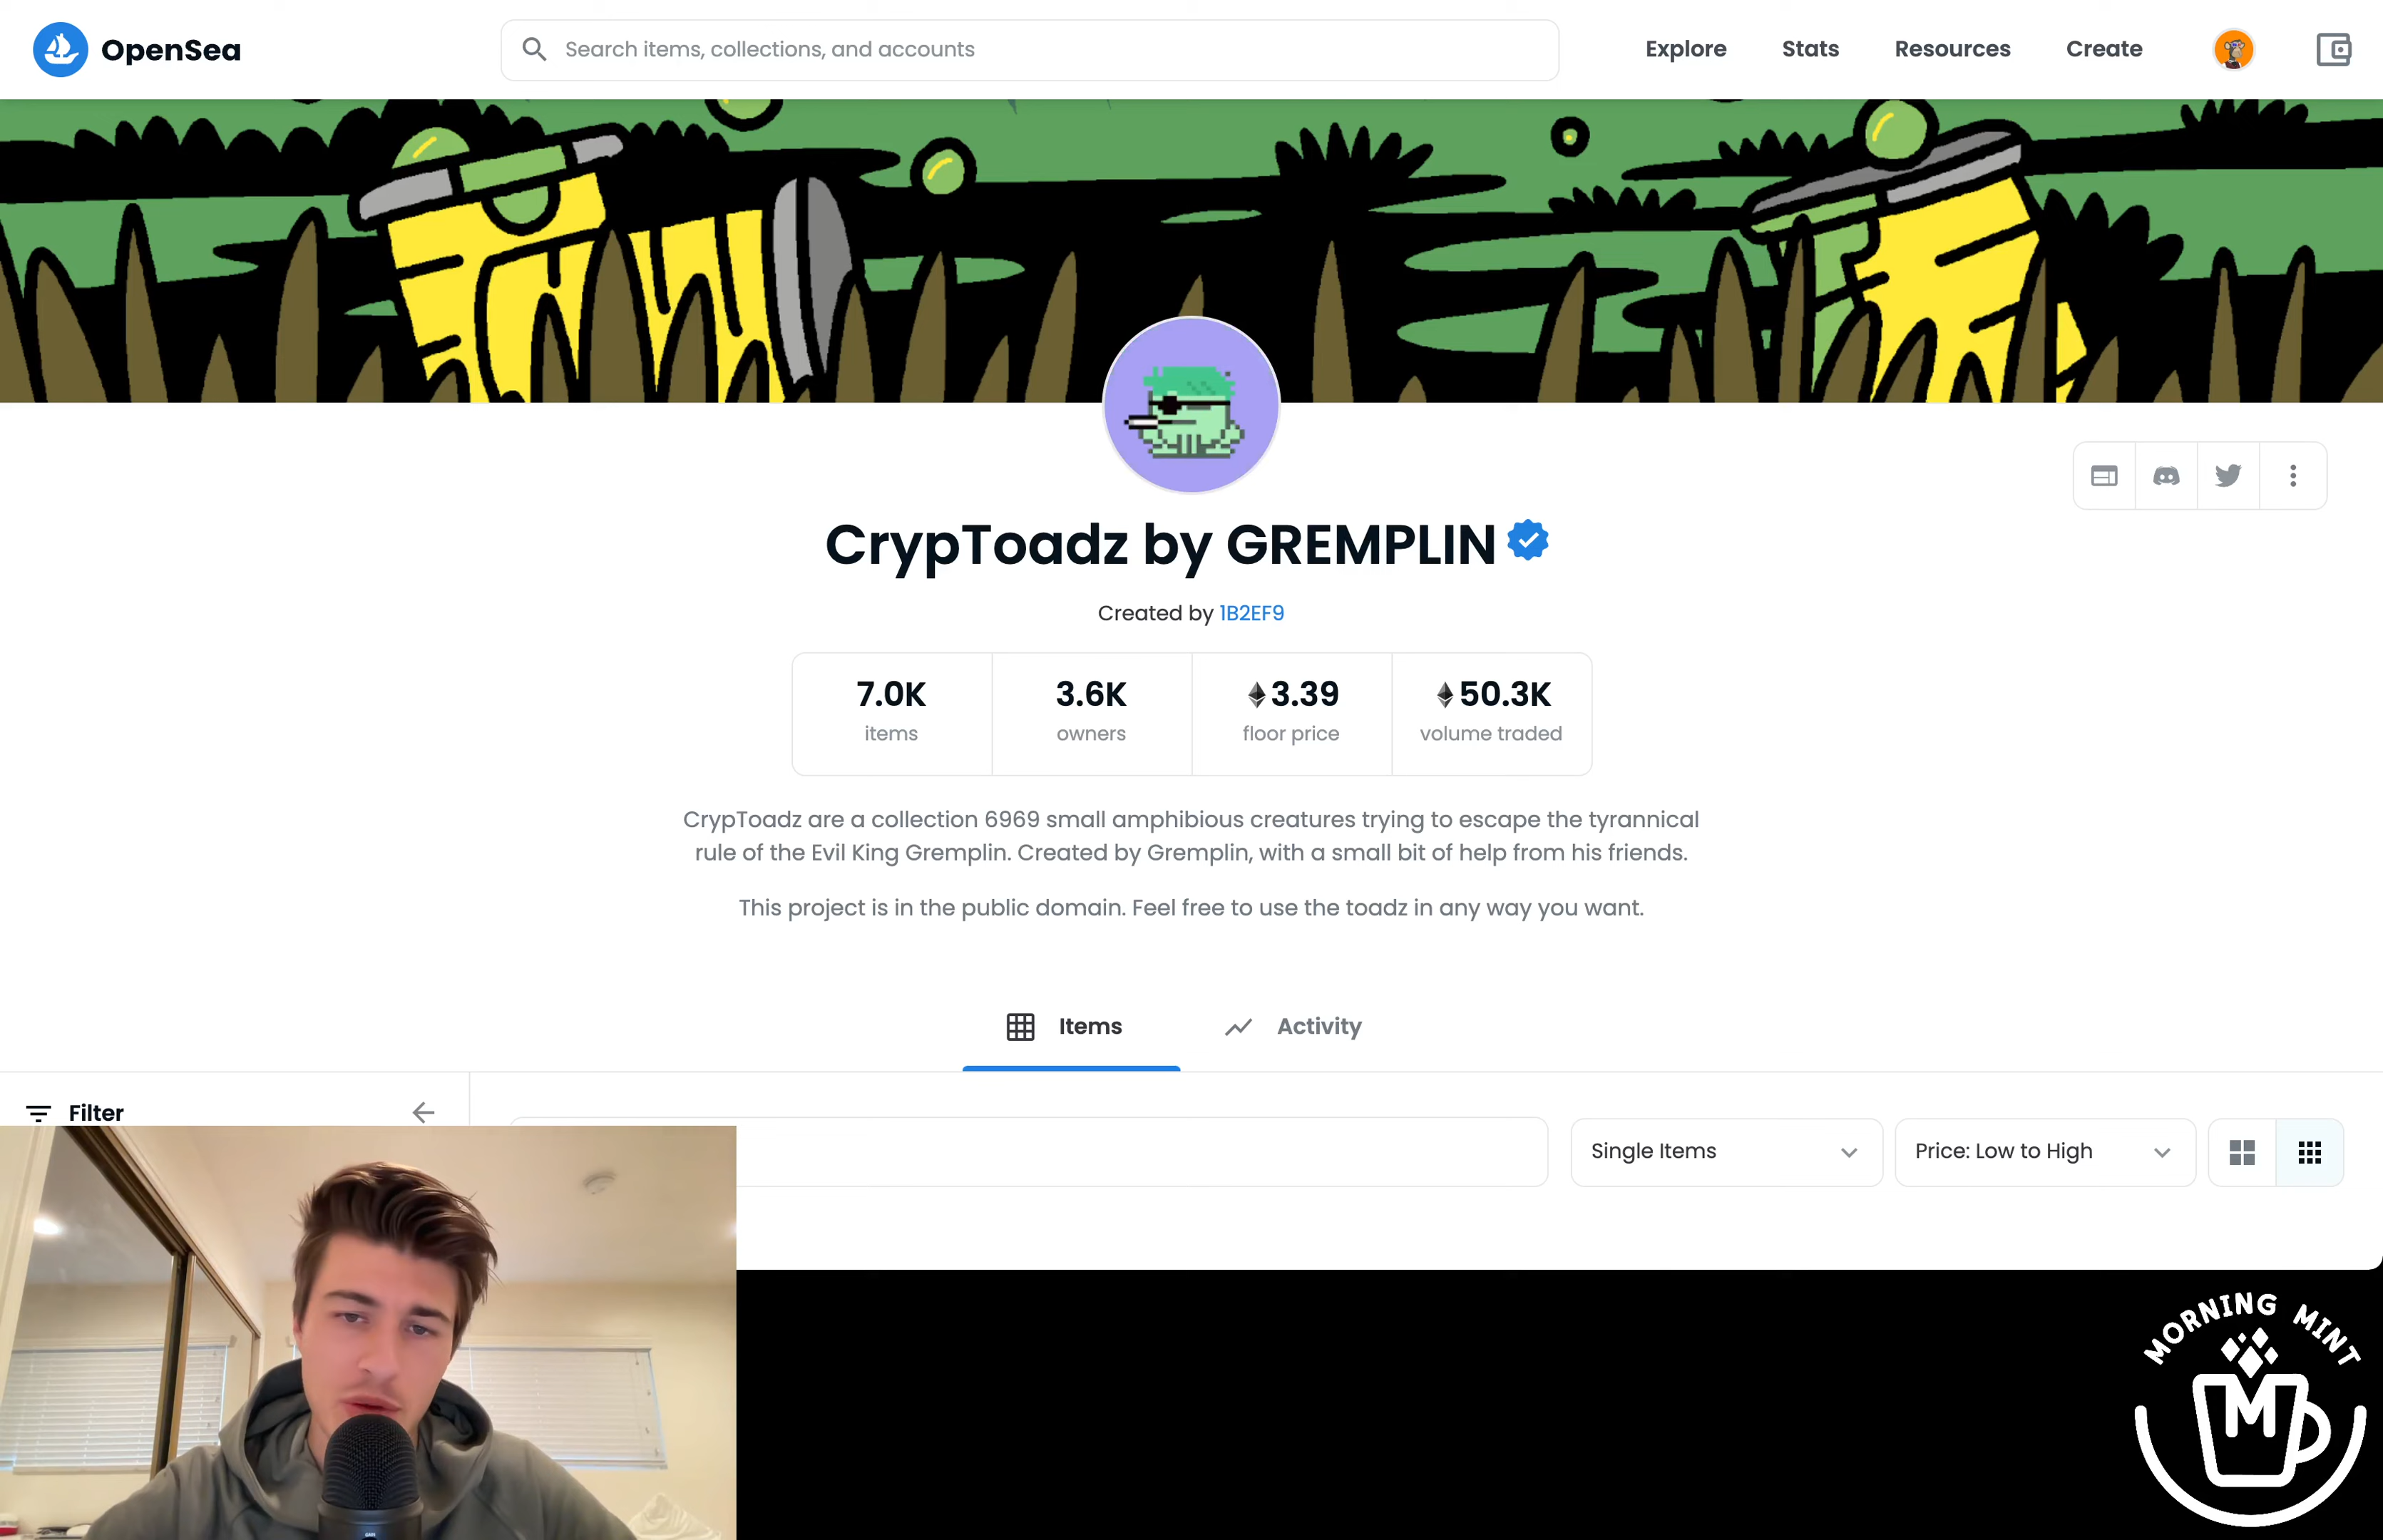 OpenSea
Search items, collections, and accounts
Explore
Stats
Resources
Create
CrypToadz by GREMPLIN
Created by 1B2EF9
7.0K
items
3.6K
owners
3.39
floor price
50.3K
volume traded
CrypToadz are a collection 6969 small amphibious creatures trying to escape the tyrannical
rule of the Evil King Gremplin. Created by Gremplin, with a small bit of help from his friends.
This project is in the public domain. Feel free to use the toadz in any way you want.
Items
Activity
Filter
Single Items
Price: Low to High
MORNING MINT
M